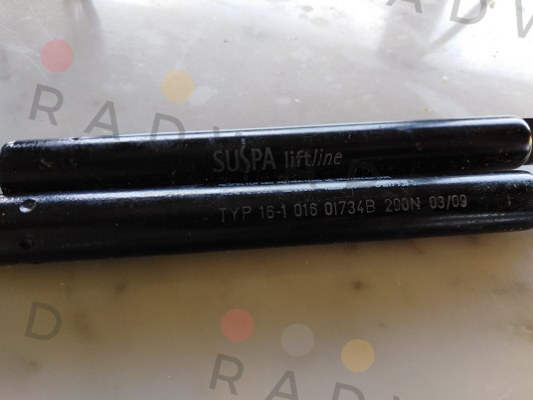 SUSPA liftline
TYP 16-1 016 01734B 200N 03/09